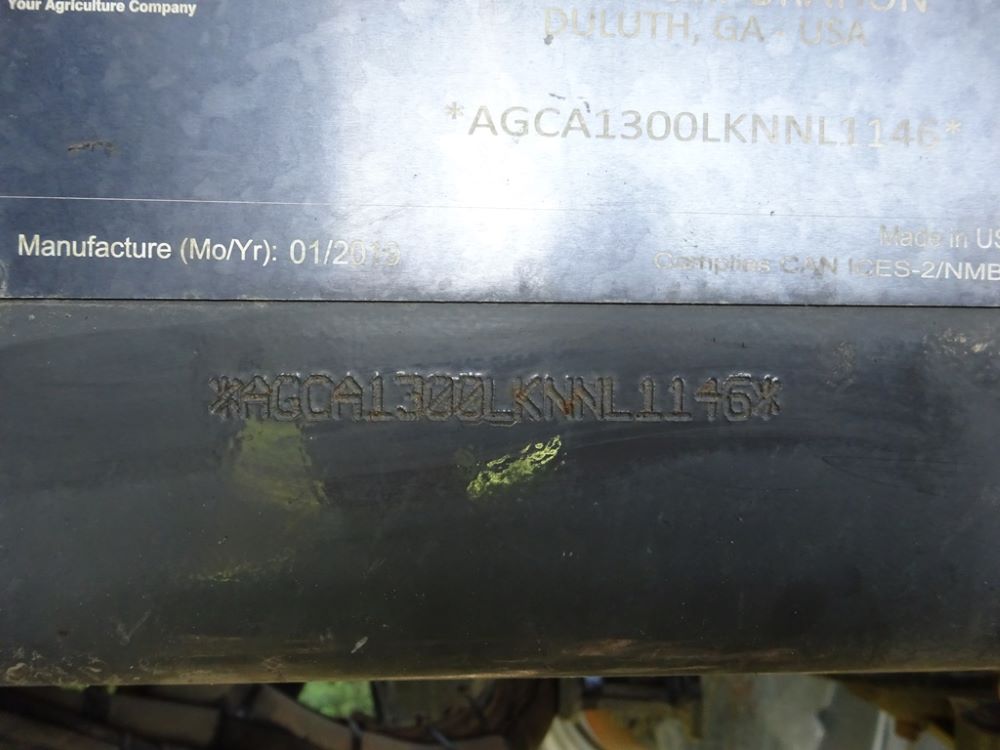 Your Agriculture Company
CORPORATION
DULUTH, GA - USA
*AGCA1300LKNNL1146*
Manufacture (Mo/Yr): 01/2019
Made in US
Complies CAN ICES-2/NMB
*AGCA1300LKNNL1146*